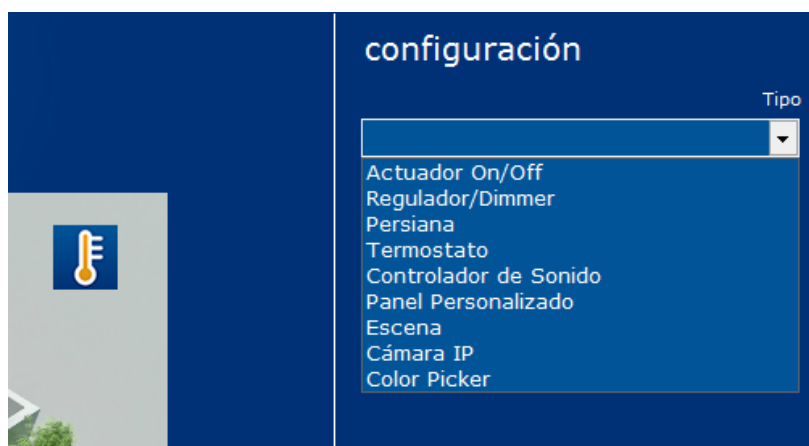 configuración
Tipo
Actuador On/Off
Regulador/Dimmer
Persiana
Termostato
Controlador de Sonido
Panel Personalizado
Escena
Cámara IP
Color Picker